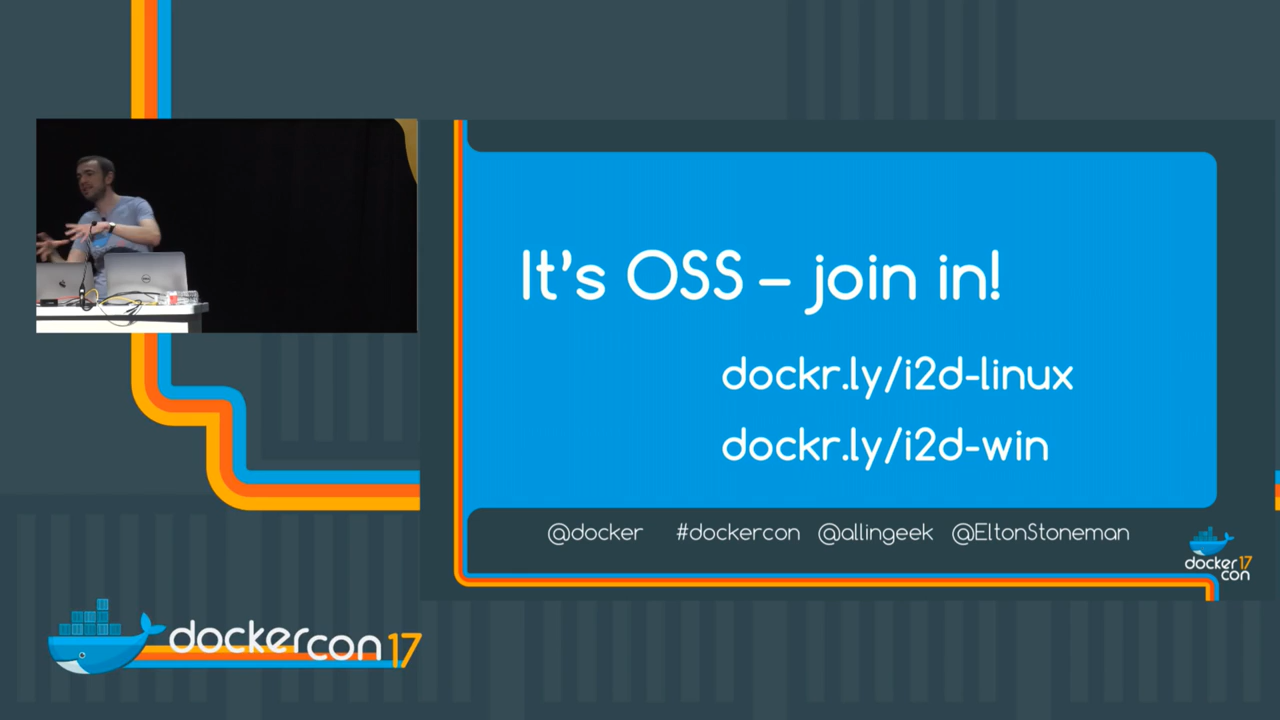 It's OSS – join in!
dockr.ly/i2d-linux
dockr.ly/i2d-win
@docker #dockercon @allingeek @EltonStoneman
docker 17
con
dockercon 17